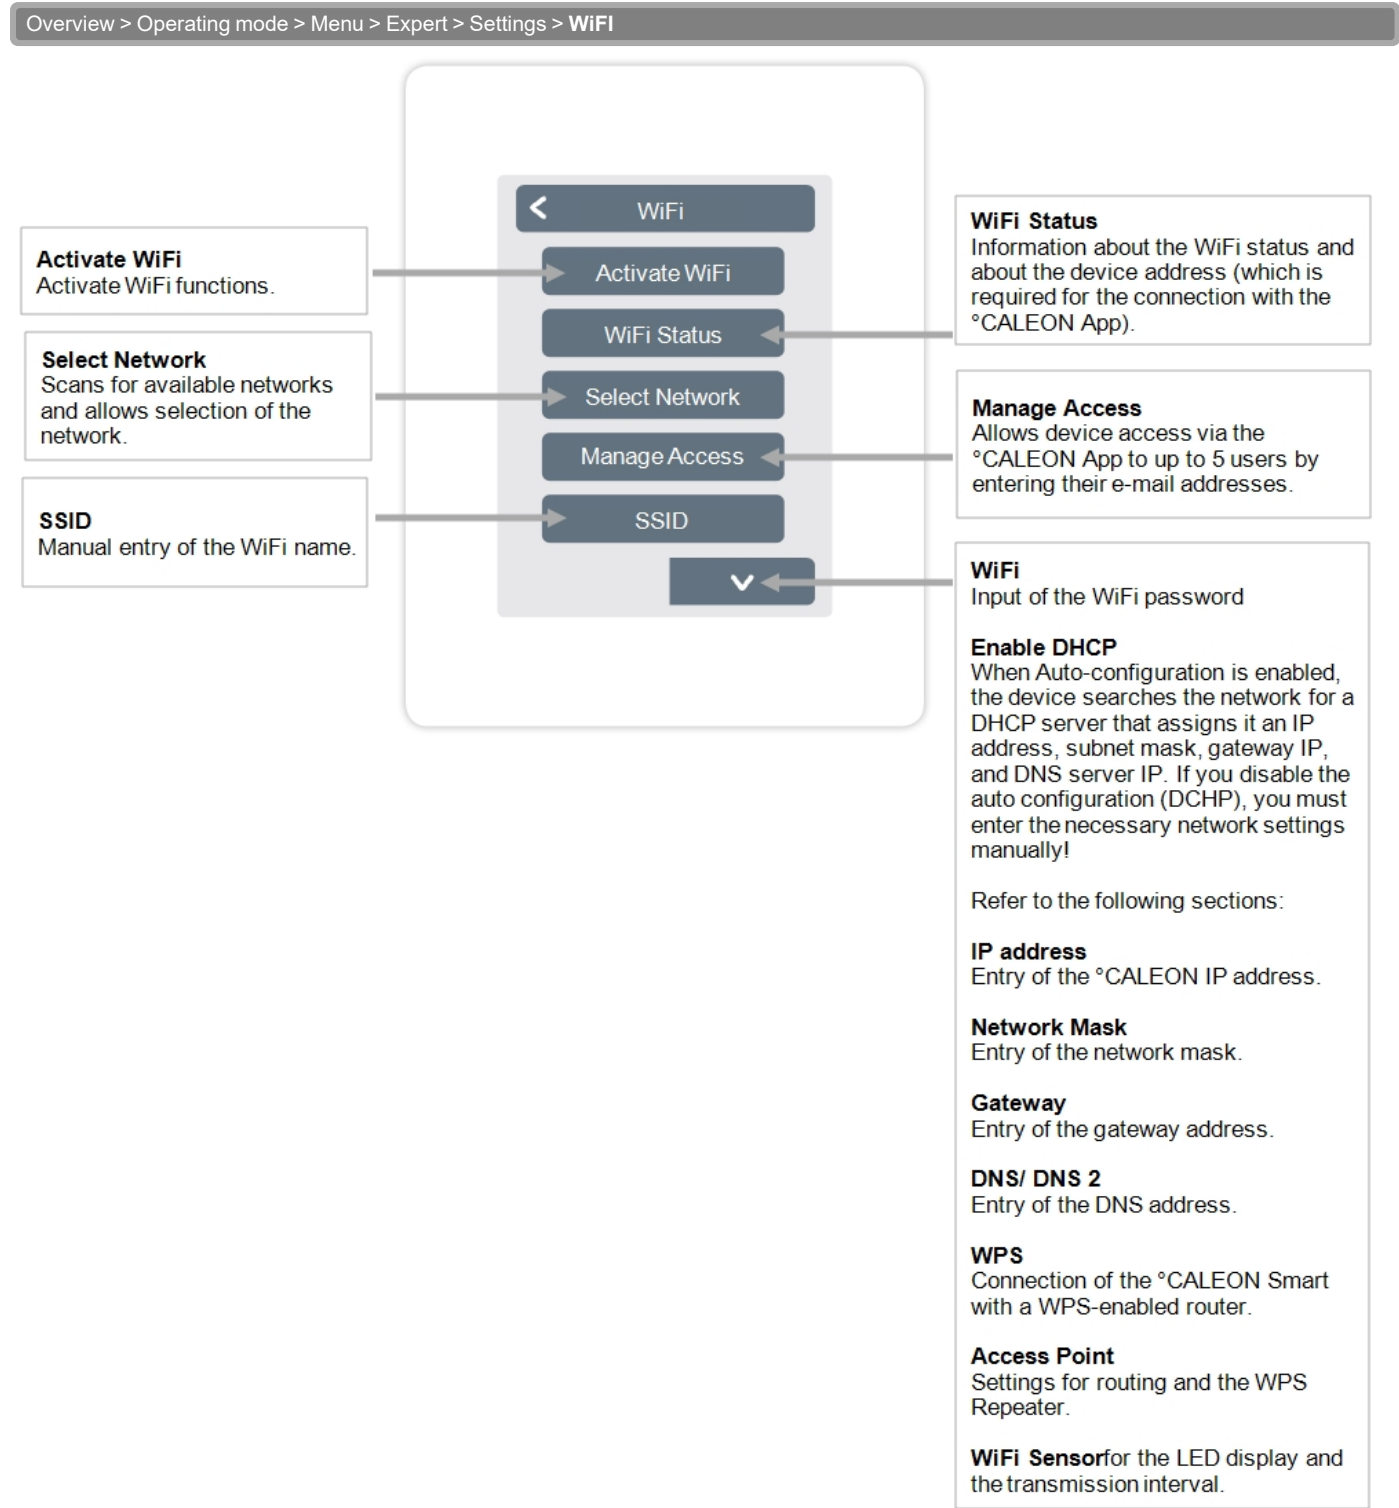 Overview > Operating mode > Menu > Expert > Settings > WiFI
WiFi
Activate WiFi
WiFi Status
Select Network
Manage Access
SSID
Activate WiFi
Activate WiFi functions.
Select Network
Scans for available networks
and allows selection of the
network.
SSID
Manual entry of the WiFi name.
WiFi Status
Information about the WiFi status and
about the device address (which is
required for the connection with the
°CALEON App).
Manage Access
Allows device access via the
°CALEON App to up to 5 users by
entering their e-mail addresses.
WiFi
Input of the WiFi password
Enable DHCP
When Auto-configuration is enabled,
the device searches the network for a
DHCP server that assigns it an IP
address, subnet mask, gateway IP,
and DNS server IP. If you disable the
auto configuration (DCHP), you must
enter the necessary network settings
manually!
Refer to the following sections:
IP address
Entry of the °CALEON IP address.
Network Mask
Entry of the network mask.
Gateway
Entry of the gateway address.
DNS/ DNS 2
Entry of the DNS address.
WPS
Connection of the °CALEON Smart
with a WPS-enabled router.
Access Point
Settings for routing and the WPS
Repeater.
WiFi Sensorfor the LED display and
the transmission interval.